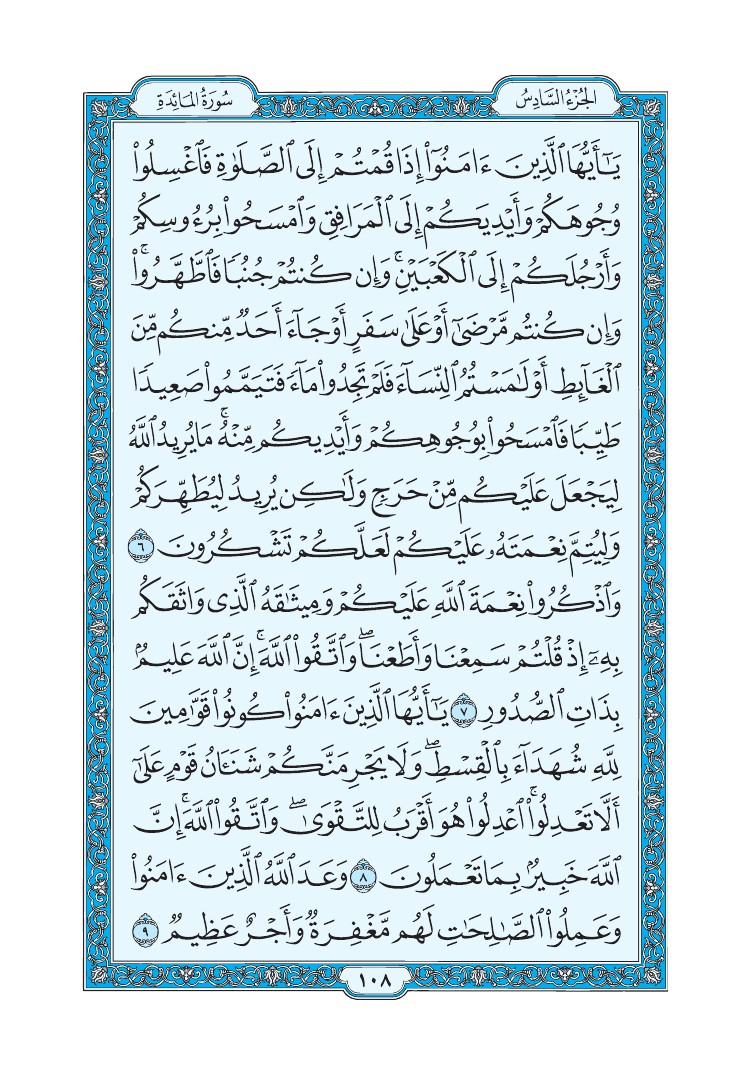 الجُزْءُ السَّادِسُ
سُورَةُ المَائِدَةِ
يَٰٓأَيُّهَا ٱلَّذِينَ ءَامَنُوٓاْ إِذَا قُمۡتُمۡ إِلَى ٱلصَّلَوٰةِ فَٱغۡسِلُواْ
وُجُوهَكُمۡ وَأَيۡدِيَكُمۡ إِلَى ٱلۡمَرَافِقِ وَٱمۡسَحُواْ بِرُءُوسِكُمۡ
وَأَرۡجُلَكُمۡ إِلَى ٱلۡكَعۡبَيۡنِۚ وَإِن كُنتُمۡ جُنُبٗا فَٱطَّهَّرُواْۚ
وَإِن كُنتُم مَّرۡضَىٰٓ أَوۡ عَلَىٰ سَفَرٍ أَوۡ جَآءَ أَحَدٞ مِّنكُم مِّنَ
ٱلۡغَآئِطِ أَوۡ لَٰمَسۡتُمُ ٱلنِّسَآءَ فَلَمۡ تَجِدُواْ مَآءٗ فَتَيَمَّمُواْ صَعِيدٗا
طَيِّبٗا فَٱمۡسَحُواْ بِوُجُوهِكُمۡ وَأَيۡدِيكُم مِّنۡهُۚ مَا يُرِيدُ ٱللَّهُ
لِيَجۡعَلَ عَلَيۡكُم مِّنۡ حَرَجٖ وَلَٰكِن يُرِيدُ لِيُطَهِّرَكُمۡ
وَلِيُتِمَّ نِعۡمَتَهُۥ عَلَيۡكُمۡ لَعَلَّكُمۡ تَشۡكُرُونَ ٦
وَٱذۡكُرُواْ نِعۡمَةَ ٱللَّهِ عَلَيۡكُمۡ وَمِيثَٰقَهُ ٱلَّذِي وَاثَقَكُم
بِهِۦٓ إِذۡ قُلۡتُمۡ سَمِعۡنَا وَأَطَعۡنَاۖ وَٱتَّقُواْ ٱللَّهَۚ إِنَّ ٱللَّهَ عَلِيمُۢ
بِذَاتِ ٱلصُّدُورِ ٧ يَٰٓأَيُّهَا ٱلَّذِينَ ءَامَنُواْ كُونُواْ قَوَّٰمِينَ
لِلَّهِ شُهَدَآءَ بِٱلۡقِسۡطِۖ وَلَا يَجۡرِمَنَّكُمۡ شَنَـَٔانُ قَوۡمٍ عَلَىٰٓ
أَلَّا تَعۡدِلُواْۚ ٱعۡدِلُواْ هُوَ أَقۡرَبُ لِلتَّقۡوَىٰۖ وَٱتَّقُواْ ٱللَّهَۚ إِنَّ
ٱللَّهَ خَبِيرُۢ بِمَا تَعۡمَلُونَ ٨ وَعَدَ ٱللَّهُ ٱلَّذِينَ ءَامَنُواْ
وَعَمِلُواْ ٱلصَّٰلِحَٰتِ لَهُم مَّغۡفِرَةٞ وَأَجۡرٌ عَظِيمٞ ٩
١٠٨